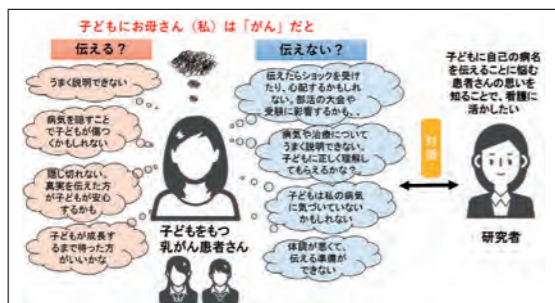 子どもにお母さん（私）は「がん」だと
伝える？
うまく説明できない
病気を隠すこと
で子どもが傷つ
くかもしれない
隠し切れない。
真実を伝えた方
が子どもが安心
するかも
子どもが成長す
るまで待った方
がいいかな
子どもをもつ
乳がん患者さん
伝えない？
伝えたらショックを受け
たり、心配するかもしれ
ない。部活の大会や
受験に影響するかも、、
病気や治療について
うまく説明できない。
子どもに正しく理解し
てもらえるかな？。
子どもは私の病
気に気づいていない
かもしれない
体調が悪くて、
伝える準備が
できない
対話
子どもに自己の病名
を伝えることに悩む
患者さんの思いを
知ることで、看護に
活かしたい
研究者